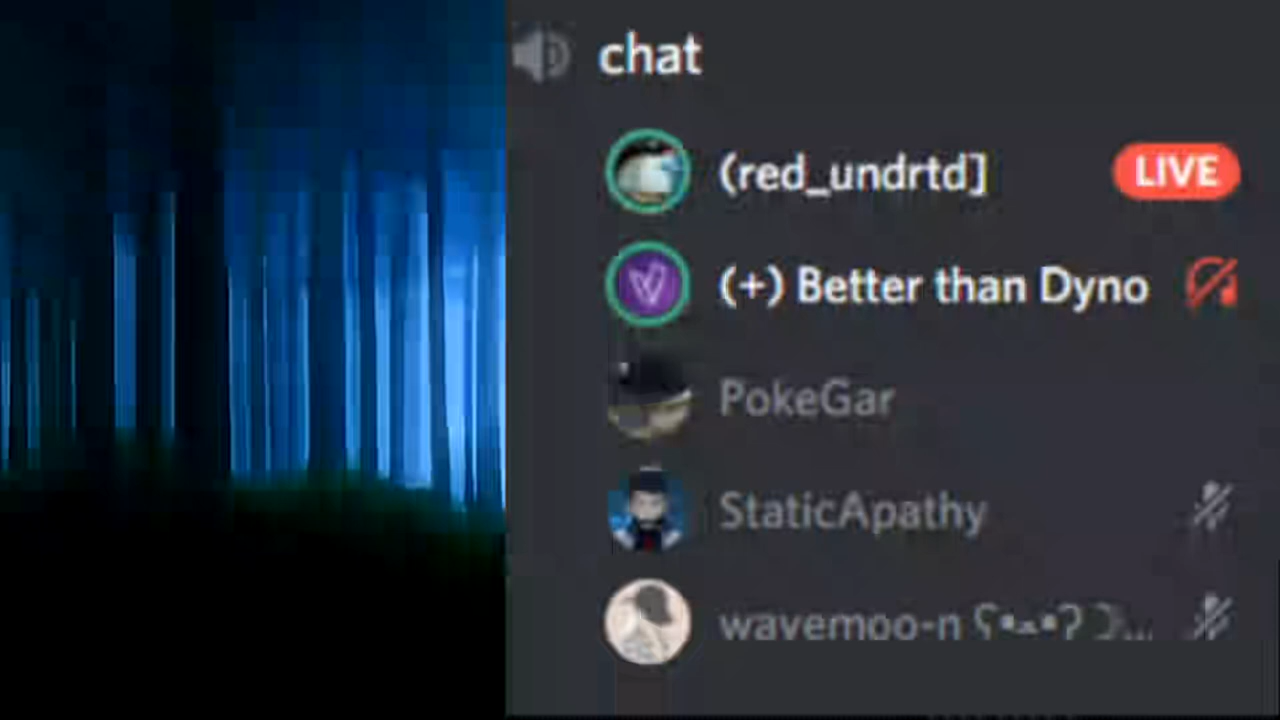 chat
(red_undrtd]
LIVE
(+) Better than Dyno
PokeGar
StaticApathy
wavemoo-n ʕ•ᴥ•ʔ ...